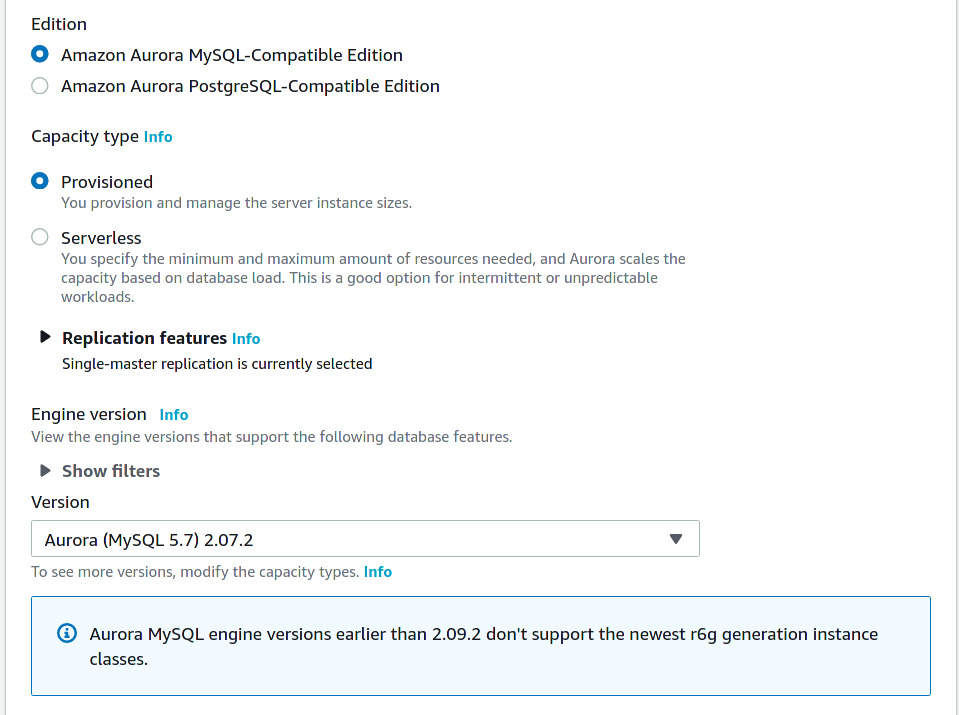 Edition
Amazon Aurora MySQL-Compatible Edition
Amazon Aurora PostgreSQL-Compatible Edition
Capacity type Info
Provisioned
You provision and manage the server instance sizes.
Serverless
You specify the minimum and maximum amount of resources needed, and Aurora scales the
capacity based on database load. This is a good option for intermittent or unpredictable
workloads.
Replication features Info
Single-master replication is currently selected
Engine version Info
View the engine versions that support the following database features.
Show filters
Version
Aurora (MySQL 5.7) 2.07.2
To see more versions, modify the capacity types. Info
Aurora MySQL engine versions earlier than 2.09.2 don't support the newest r6g generation instance
classes.